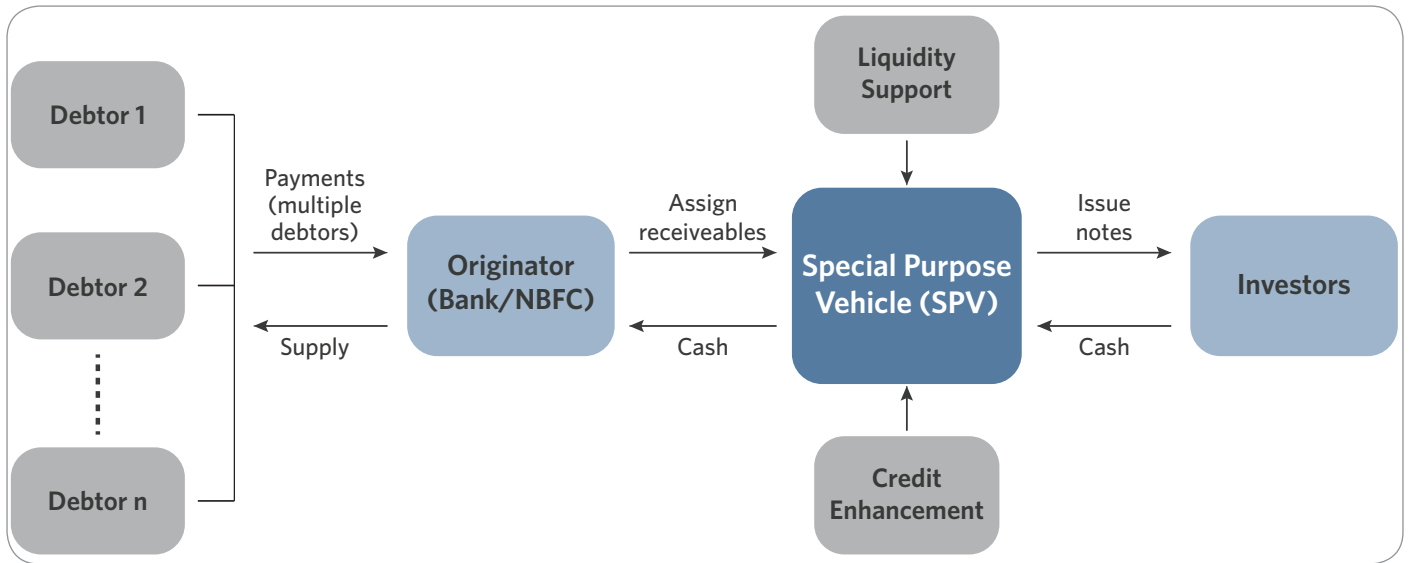 Debtor 1
Debtor 2
Debtor n
Payments
(multiple
debtors)
Supply
Originator
(Bank/NBFC)
Assign
receiveables
Cash
Liquidity
Support
Special Purpose
Vehicle (SPV)
Credit
Enhancement
Issue
notes
Cash
Investors